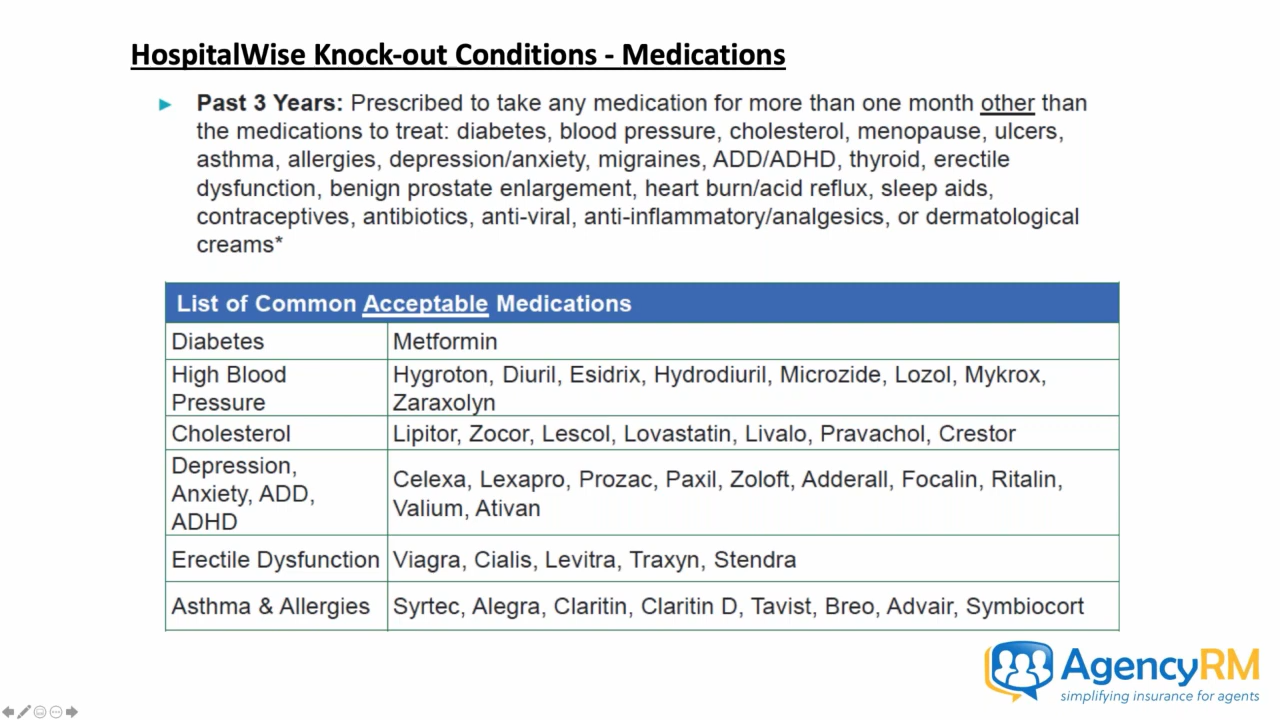 HospitalWise Knock-out Conditions - Medications
Past 3 Years: Prescribed to take any medication for more than one month other than
the medications to treat: diabetes, blood pressure, cholesterol, menopause, ulcers,
asthma, allergies, depression/anxiety, migraines, ADD/ADHD, thyroid, erectile
dysfunction, benign prostate enlargement, heart burn/acid reflux, sleep aids,
contraceptives, antibiotics, anti-viral, anti-inflammatory/analgesics, or dermatological
creams*
List of Common Acceptable Medications
Diabetes
Metformin
High Blood
Pressure
Hygroton, Diuril, Esidrix, Hydrodiuril, Microzide, Lozol, Mykrox,
Zaraxolyn
Cholesterol
Lipitor, Zocor, Lescol, Lovastatin, Livalo, Pravachol, Crestor
Depression,
Anxiety, ADD,
ADHD
Celexa, Lexapro, Prozac, Paxil, Zoloft, Adderall, Focalin, Ritalin,
Valium, Ativan
Erectile Dysfunction
Viagra, Cialis, Levitra, Traxyn, Stendra
Asthma & Allergies
Syrtec, Alegra, Claritin, Claritin D, Tavist, Breo, Advair, Symbiocort
AgencyRM
simplifying insurance for agents